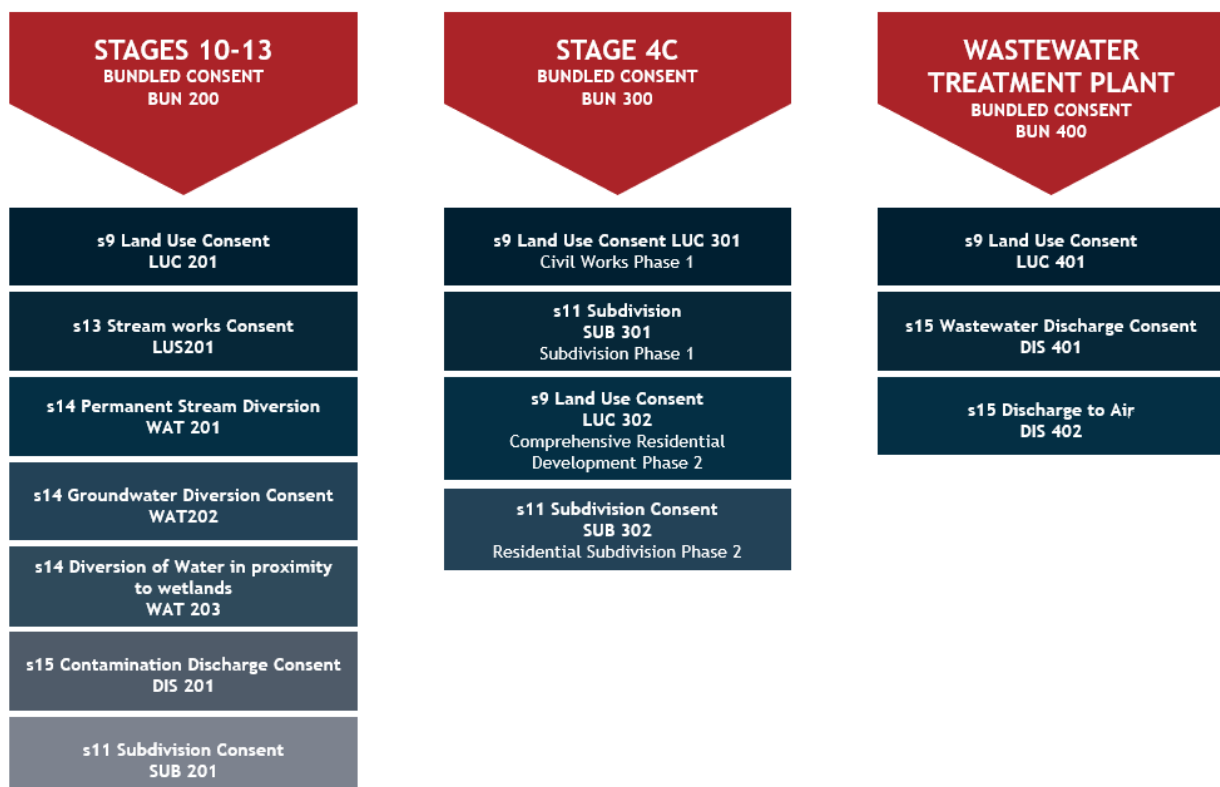 STAGES 10-13
BUNDLED CONSENT
BUN 200
s9 Land Use Consent
LUC 201
s13 Stream works Consent
LUS201
s14 Permanent Stream Diversion
WAT 201
s14 Groundwater Diversion Consent
WAT202
s14 Diversion of Water in proximity
to wetlands
WAT 203
s15 Contamination Discharge Consent
DIS 201
s11 Subdivision Consent
SUB 201
STAGE 4C
BUNDLED CONSENT
BUN 300
s9 Land Use Consent LUC 301
Civil Works Phase 1
s11 Subdivision
SUB 301
Subdivision Phase 1
s9 Land Use Consent
LUC 302
Comprehensive Residential
Development Phase 2
s11 Subdivision Consent
SUB 302
Residential Subdivision Phase 2
WASTEWATER
TREATMENT PLANT
BUNDLED CONSENT
BUN 400
s9 Land Use Consent
LUC 401
s15 Wastewater Discharge Consent
DIS 401
s15 Discharge to Air
DIS 402